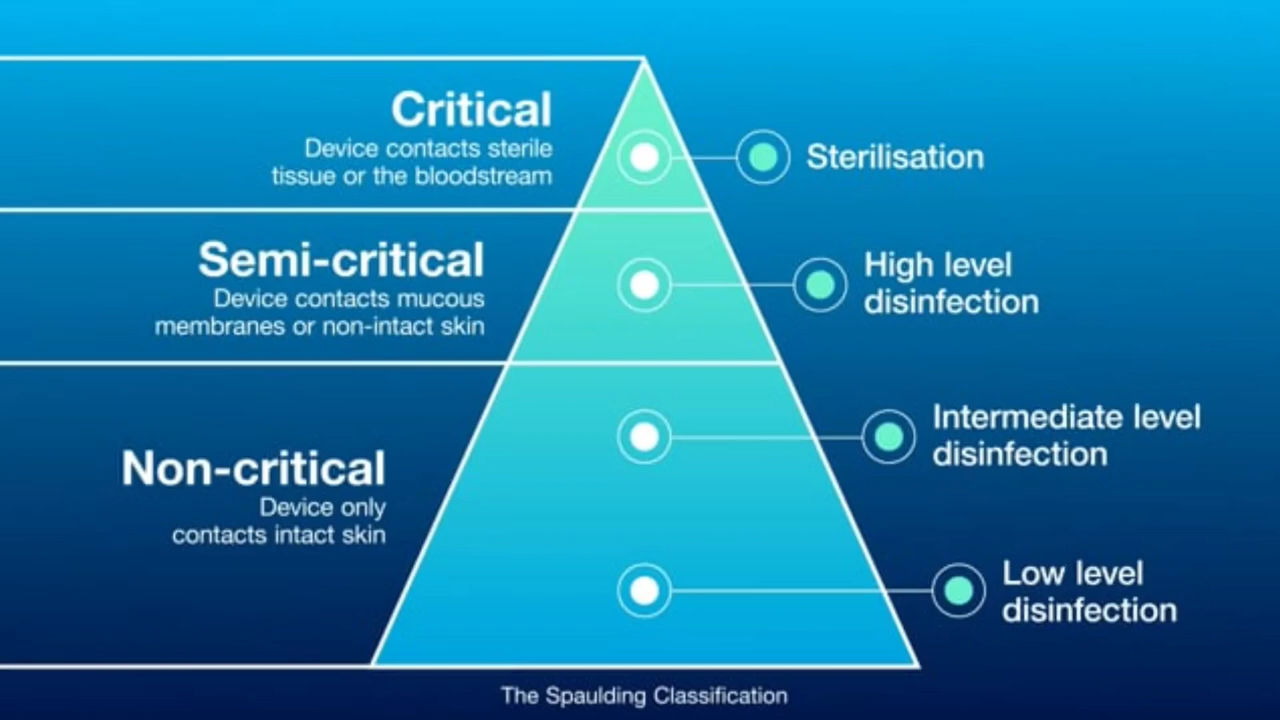 Critical
Device contacts sterile
tissue or the bloodstream
Sterilisation
Semi-critical
Device contacts mucous
membranes or non-intact skin
High level
disinfection
Non-critical
Device only
contacts intact skin
Intermediate level
disinfection
Low level
disinfection
The Spaulding Classification